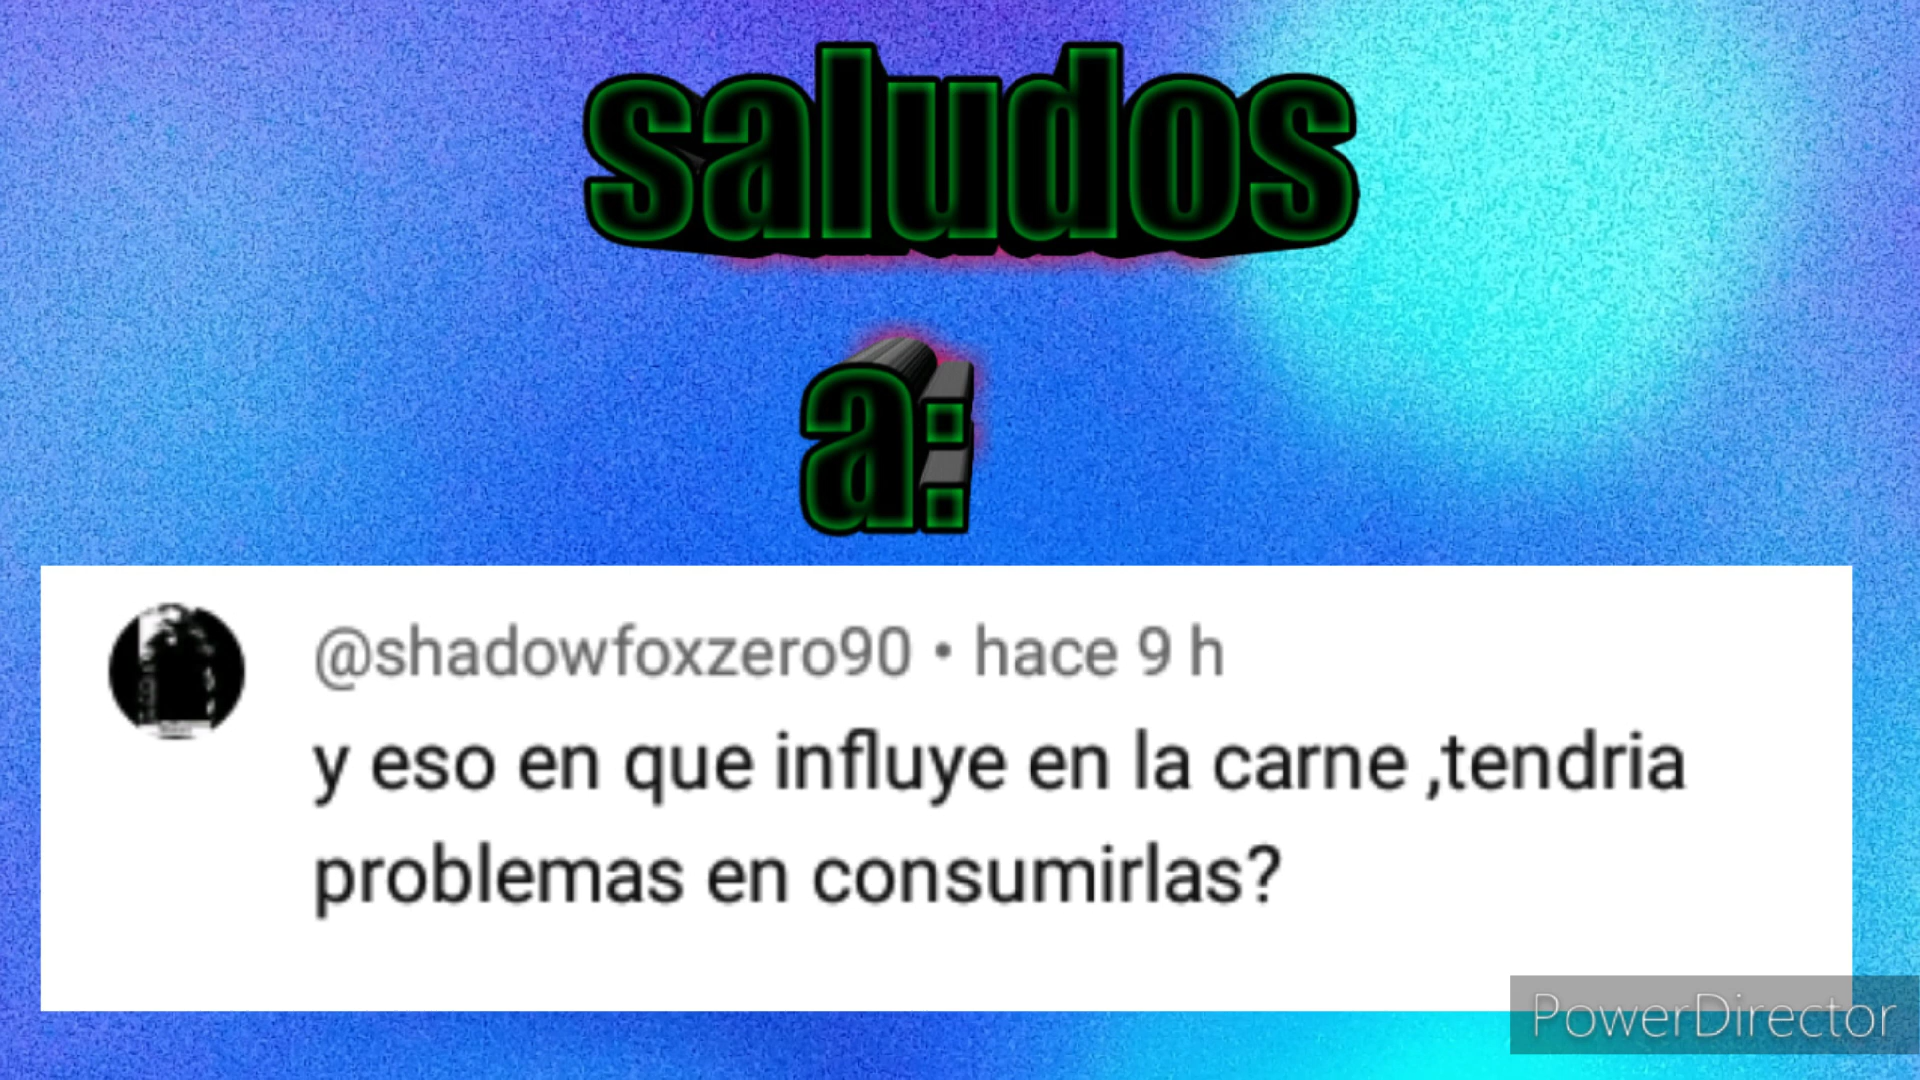 saludos
a:
@shadowfoxzero90 • hace 9 h
y eso en que influye en la carne ,tendria
problemas en consumirlas?
PowerDirector